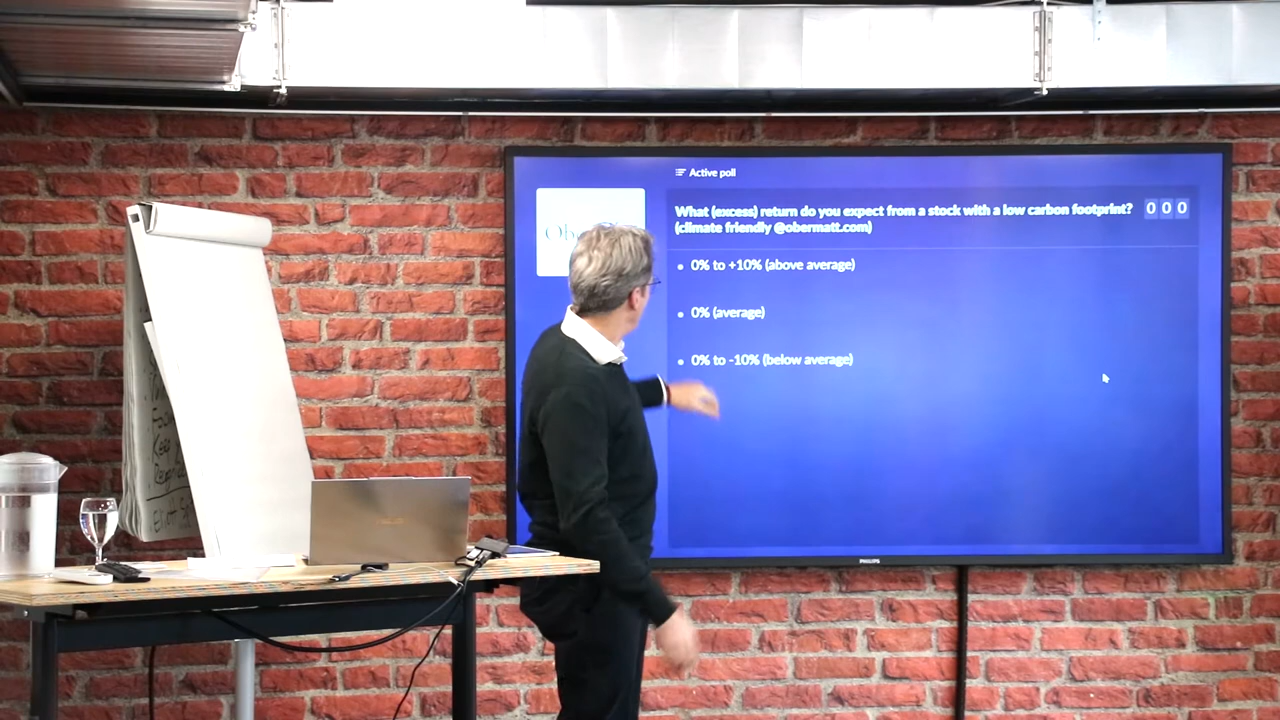 Active poll
What (excess) return do you expect from a stock with a low carbon footprint?
(climate friendly @obermatt.com)
0 0 0
0% to +10% (above average)
0% (average)
0% to -10% (below average)
PHILIPS